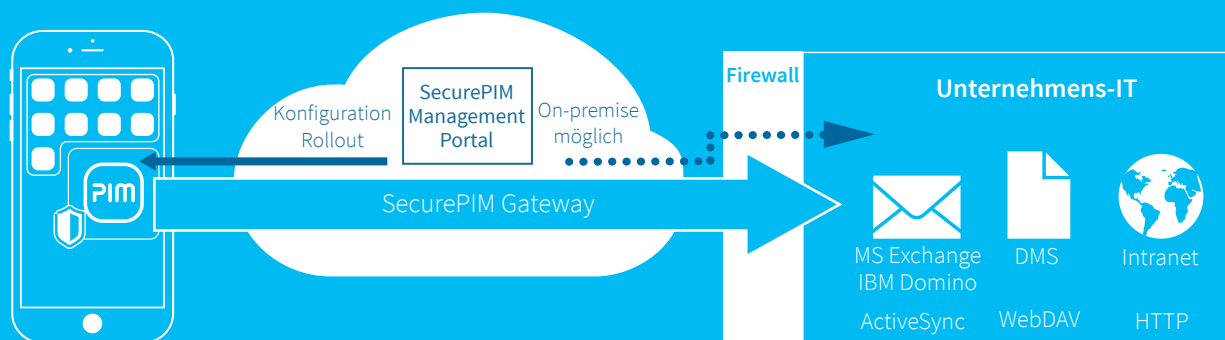 PIM
Konfiguration
Rollout
SecurePIM
Management
Portal
On-premise
möglich
SecurePIM Gateway
Firewall
Unternehmens-IT
MS Exchange
IBM Domino
DMS
Intranet
ActiveSync
WebDAV
HTTP